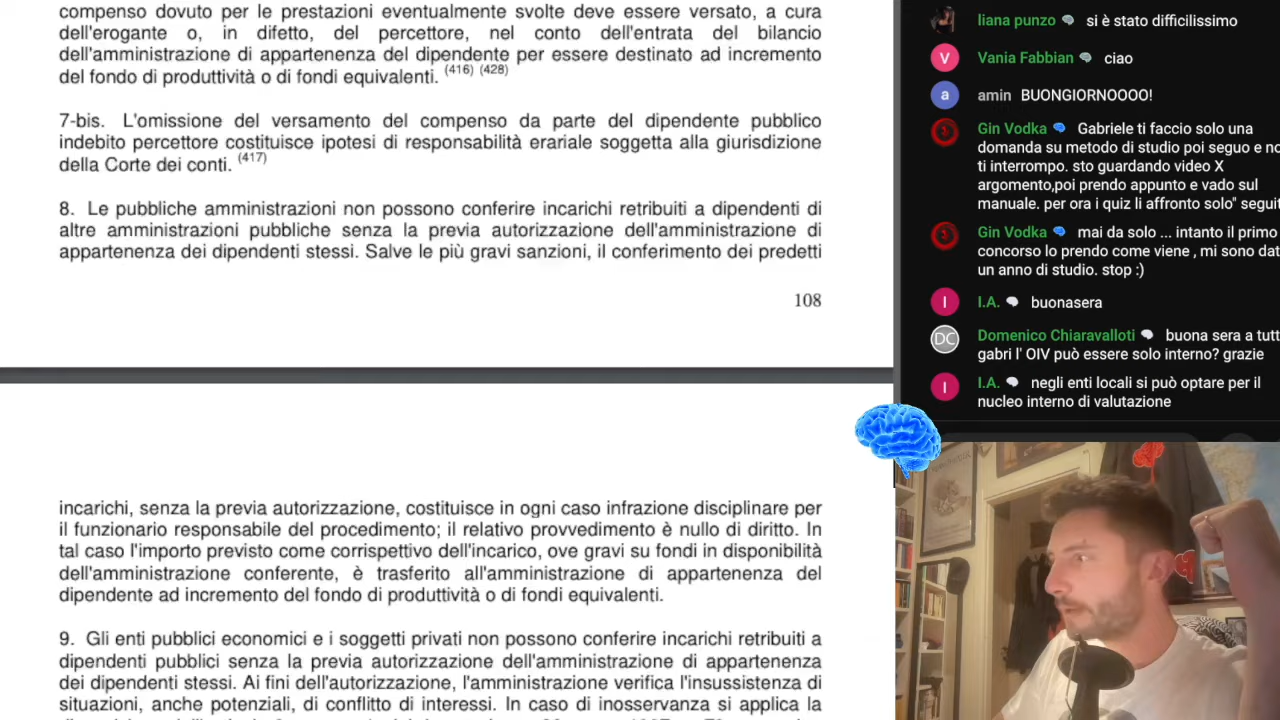 compenso dovuto per le prestazioni eventualmente svolte deve essere versato, a cura
dell'erogante o, in difetto, del percettore, nel conto dell'entrata del bilancio
dell'amministrazione di appartenenza del dipendente per essere destinato ad incremento
del fondo di produttività o di fondi equivalenti. (416) (428)
7-bis. L'omissione del versamento del compenso da parte del dipendente pubblico
indebito percettore costituisce ipotesi di responsabilità erariale soggetta alla giurisdizione
della Corte dei conti. (417)
8. Le pubbliche amministrazioni non possono conferire incarichi retribuiti a dipendenti di
altre amministrazioni pubbliche senza la previa autorizzazione dell'amministrazione di
appartenenza dei dipendenti stessi. Salve le più gravi sanzioni, il conferimento dei predetti
108
incarichi, senza la previa autorizzazione, costituisce in ogni caso infrazione disciplinare per
il funzionario responsabile del procedimento; il relativo provvedimento è nullo di diritto. In
tal caso l'importo previsto come corrispettivo dell'incarico, ove gravi su fondi in disponibilità
dell'amministrazione conferente, è trasferito all'amministrazione di appartenenza del
dipendente ad incremento del fondo di produttività o di fondi equivalenti.
9. Gli enti pubblici economici e i soggetti privati non possono conferire incarichi retribuiti a
dipendenti pubblici senza la previa autorizzazione dell'amministrazione di appartenenza
dei dipendenti stessi. Ai fini dell'autorizzazione, l'amministrazione verifica l'insussistenza di
situazioni, anche potenziali, di conflitto di interessi. In caso di inosservanza si applica la
liana punzo si è stato difficilissimo
V Vania Fabbian ciao
a amin BUONGIORNOOOO!
Gin Vodka Gabriele ti faccio solo una
domanda su metodo di studio poi seguo e no
ti interrompo. sto guardando video X
argomento,poi prendo appunto e vado sul
manuale. per ora i quiz li affronto solo" seguit
Gin Vodka mai da solo ... intanto il primo
concorso lo prendo come viene , mi sono dat
un anno di studio. stop :)
I I.A. buonasera
DC Domenico Chiaravalloti buona sera a tutt
gabri l' OIV può essere solo interno? grazie
I I.A. negli enti locali si può optare per il
nucleo interno di valutazione